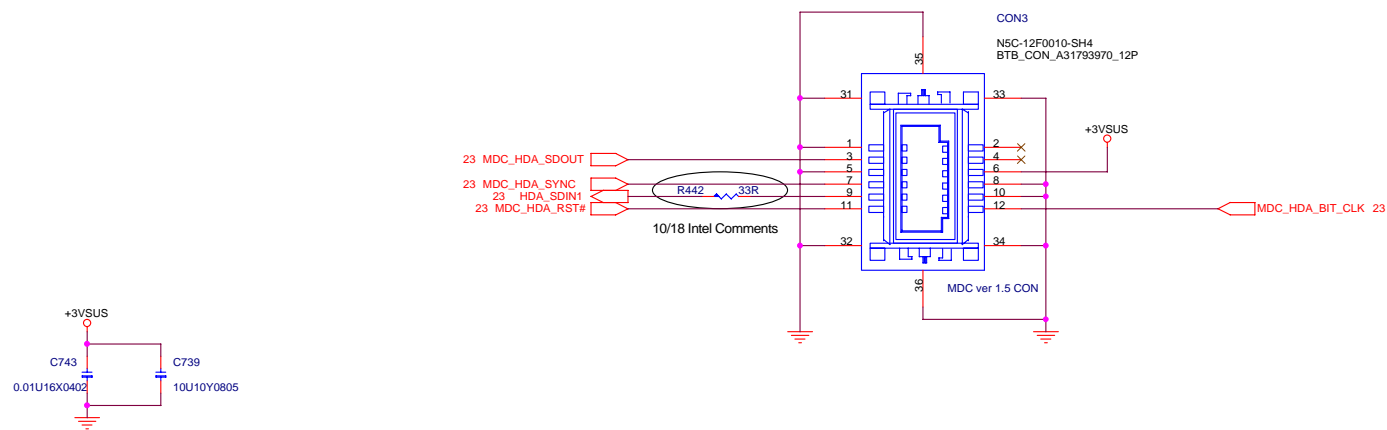 CON3
N5C-12F0010-SH4
BTB_CON_A31793970_12P
35
31
33
+3VSUS
1
2
23 MDC_HDA_SDOUT
3
4
5
6
23 MDC_HDA_SYNC
7
8
23 HDA_SDIN1
R442
33R
9
10
23 MDC_HDA_RST#
11
12
MDC_HDA_BIT_CLK 23
10/18 Intel Comments
32
34
36
MDC ver 1.5 CON
+3VSUS
C743
C739
0.01U16X0402
10U10Y0805